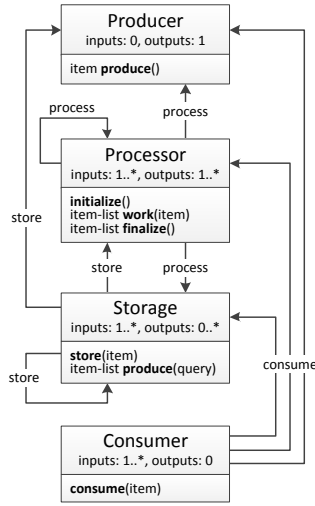 Producer
inputs: 0, outputs: 1
item produce()
process
process
Processor
inputs: 1..*, outputs: 1..*
initialize()
item-list work(item)
item-list finalize()
store
store
process
Storage
inputs: 1..*, outputs: 0..*
store(item)
item-list produce(query)
store
consume
Consumer
inputs: 1..*, outputs: 0
consume(item)